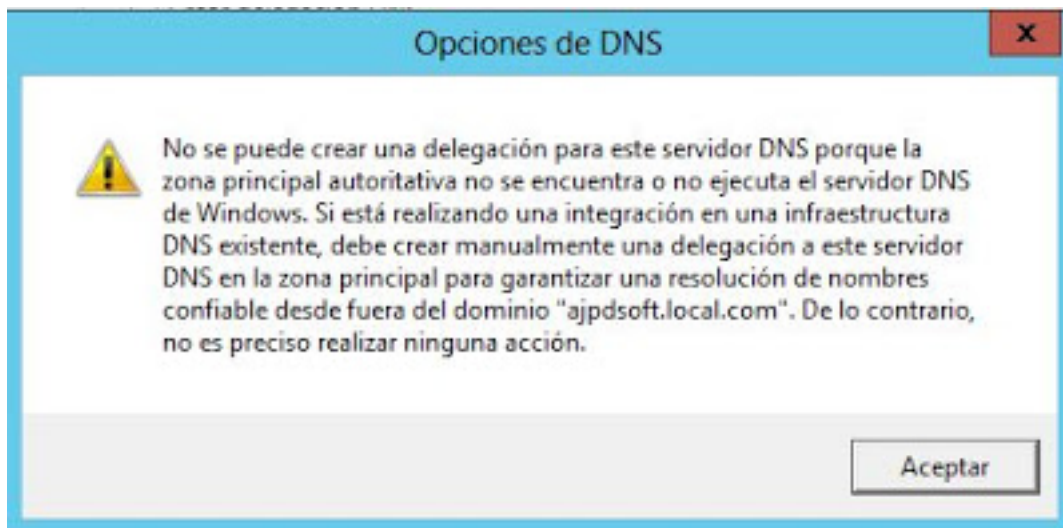 Opciones de DNS
x
No se puede crear una delegación para este servidor DNS porque la
zona principal autoritativa no se encuentra o no ejecuta el servidor DNS
de Windows. Si está realizando una integración en una infraestructura
DNS existente, debe crear manualmente una delegación a este servidor
DNS en la zona principal para garantizar una resolución de nombres
confiable desde fuera del dominio "ajpdsoft.local.com". De lo contrario,
no es preciso realizar ninguna acción.
Aceptar